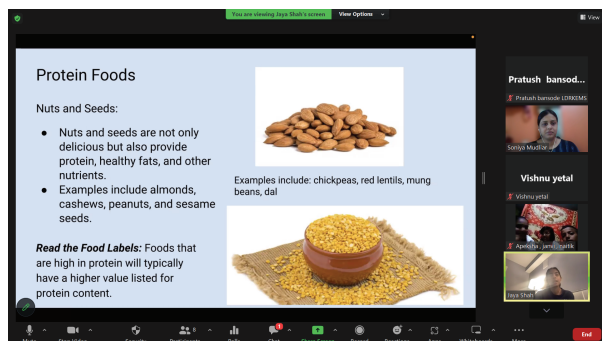 You are viewing Jaya Shah's screen
View Options
View
Protein Foods
Nuts and Seeds:
● Nuts and seeds are not only
delicious but also provide
protein, healthy fats, and other
nutrients.
● Examples include almonds,
cashews, peanuts, and sesame
seeds.
Read the Food Labels: Foods that
are high in protein will typically
have a higher value listed for
protein content.
Examples include: chickpeas, red lentils, mung
beans, dal
Pratush bansod...
Pratush bansode LDRKEMS
Soniya Mudliar
Vishnu yetal
Vishnu yetal
Jaya Shah
8
1
End